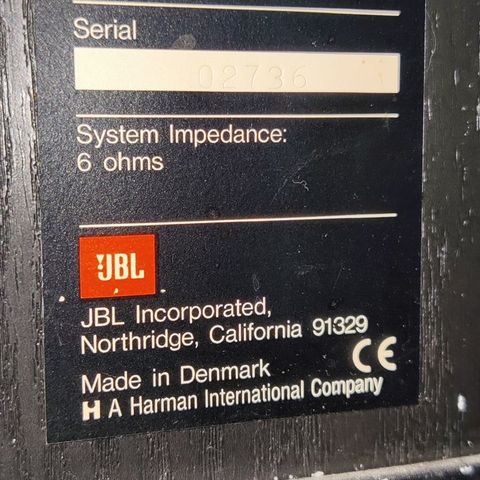 Serial
02736
System Impedance:
6 ohms
JBL
JBL Incorporated,
Northridge, California 91329
CE
Made in Denmark
H A Harman International Company